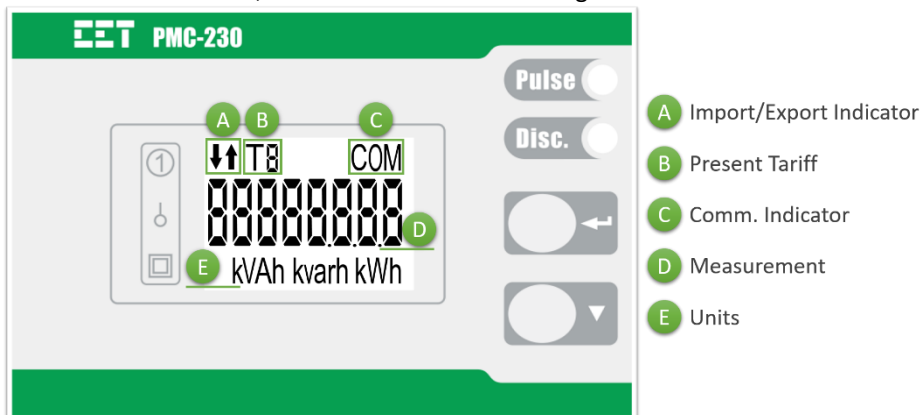 CET PMC-230
Pulse
Disc.
A B C
1 T8 COM
88888888
D
E kVAh kvarh kWh
A Import/Export Indicator
B Present Tariff
C Comm. Indicator
D Measurement
E Units